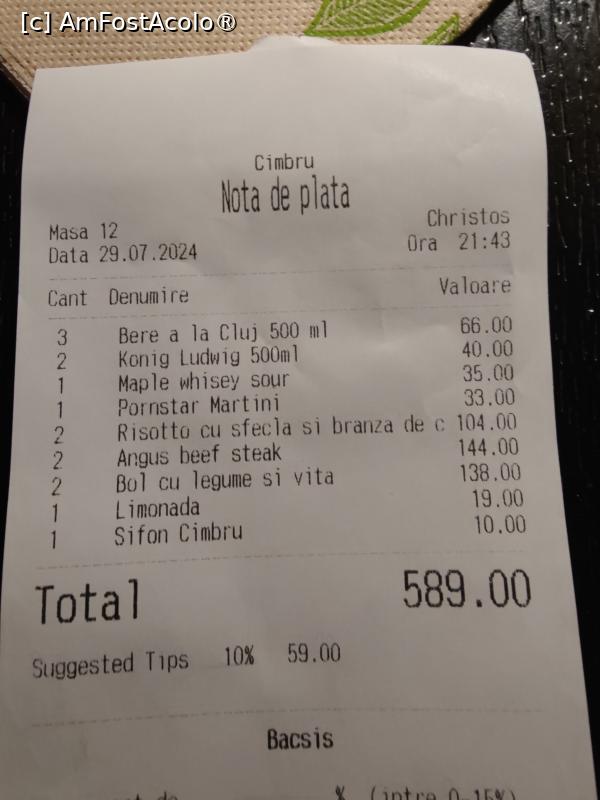 [c] AmFostAcolo®
Cimbru
Nota de plata
Masa 12 Christos
Data 29.07.2024 Ora 21:43
Cant Denumire Valoare
3 Bere a la Cluj 500 ml 66.00
2 Konig Ludwig 500ml 40.00
1 Maple whisey sour 35.00
1 Pornstar Martini 33.00
2 Risotto cu sfecla si branza de c 104.00
2 Angus beef steak 144.00
2 Bol cu legume si vita 138.00
1 Limonada 19.00
1 Sifon Cimbru 10.00
Total 589.00
Suggested Tips 10% 59.00
Bacsis
de % (intre 0-15%)